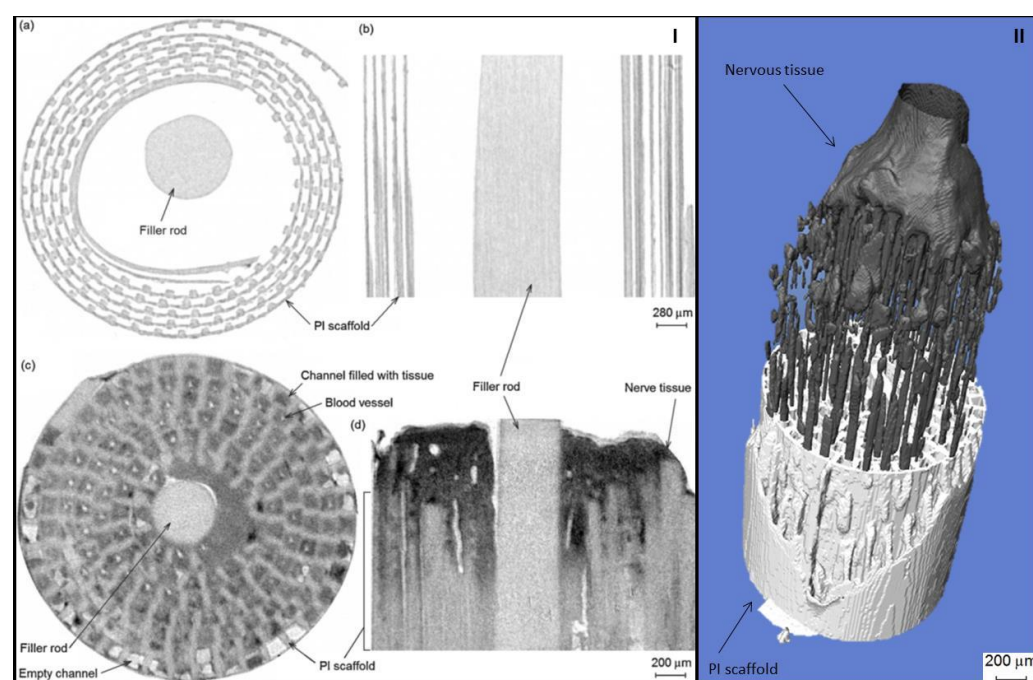 (a)
(b)
I
II
Nervous tissue
Filler rod
PI scaffold
280 µm
(c)
Channel filled with tissue
Blood vessel
Filler rod
Nerve tissue
(d)
Filler rod
Empty channel
PI scaffold
200 µm
PI scaffold
200 µm